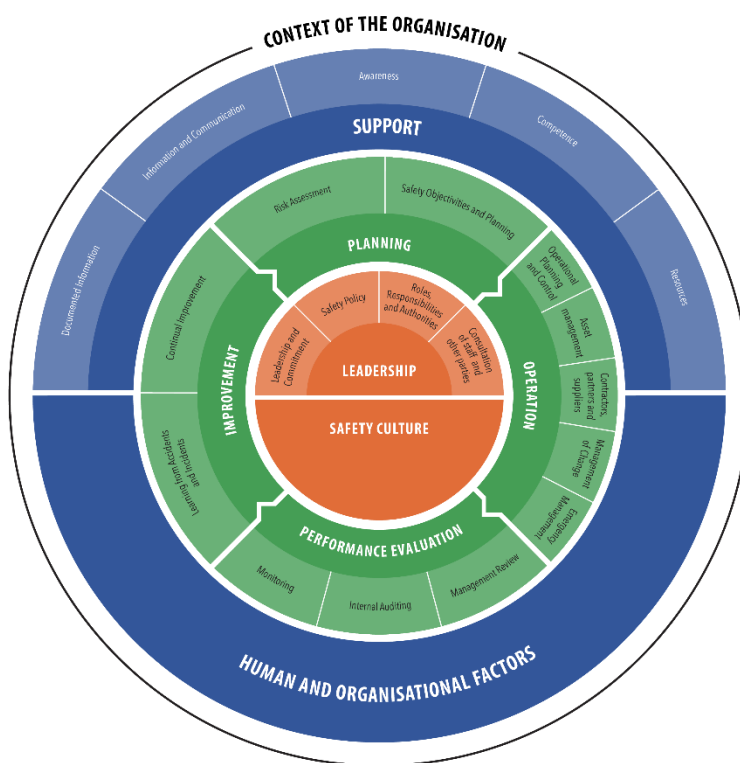 CONTEXT OF THE ORGANISATION
Documented Information
Information and Communication
Awareness
Competence
Resources
SUPPORT
Risk Assessment
Safety Objectivities and Planning
PLANNING
Operational
Planning
and Control
Asset
management
Contractors,
partners and
suppliers
Management
of Change
Emergency
Management
OPERATION
Continual Improvement
Learning from Accidents
and Incidents
IMPROVEMENT
Leadership and
Commitment
Safety Policy
Roles,
Responsibilities
and Authorities
Consultation
of staff and
other parties
LEADERSHIP
SAFETY CULTURE
PERFORMANCE EVALUATION
Monitoring
Internal Auditing
Management Review
HUMAN AND ORGANISATIONAL FACTORS